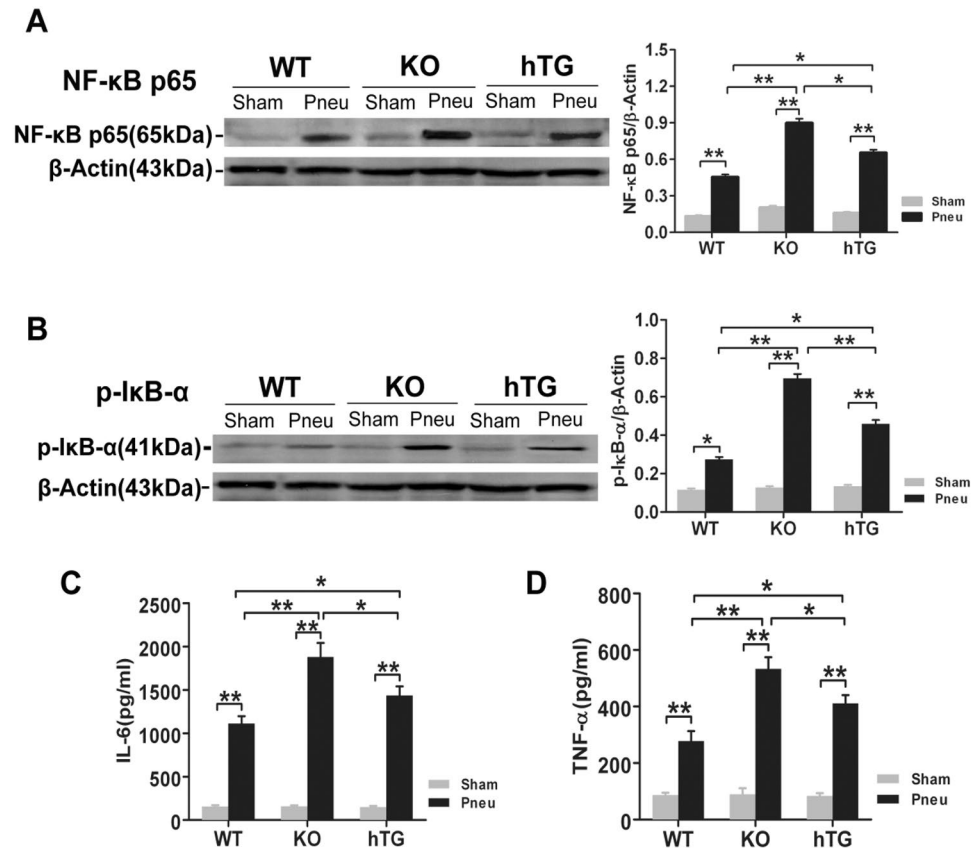 A
NF-κB p65
WT KO hTG
Sham Pneu Sham Pneu Sham Pneu
NF-κB p65(65kDa)-
β-Actin(43kDa)-
NF-κB p65/β-Actin
1.5
1.2
0.9
0.6
0.3
0.0
*
** *
**
**
**
WT KO hTG
Sham
Pneu
B
p-IκB-α
WT KO hTG
Sham Pneu Sham Pneu Sham Pneu
p-IκB-α(41kDa)-
β-Actin(43kDa)-
p-IκB-α/β-Actin
1.0
0.8
0.6
0.4
0.2
0.0
*
** **
**
**
*
WT KO hTG
Sham
Pneu
C
IL-6(pg/ml)
2500
2000
1500
1000
500
0
*
** *
**
**
**
WT KO hTG
Sham
Pneu
D
TNF-α(pg/ml)
800
600
400
200
0
*
** *
**
**
**
WT KO hTG
Sham
Pneu